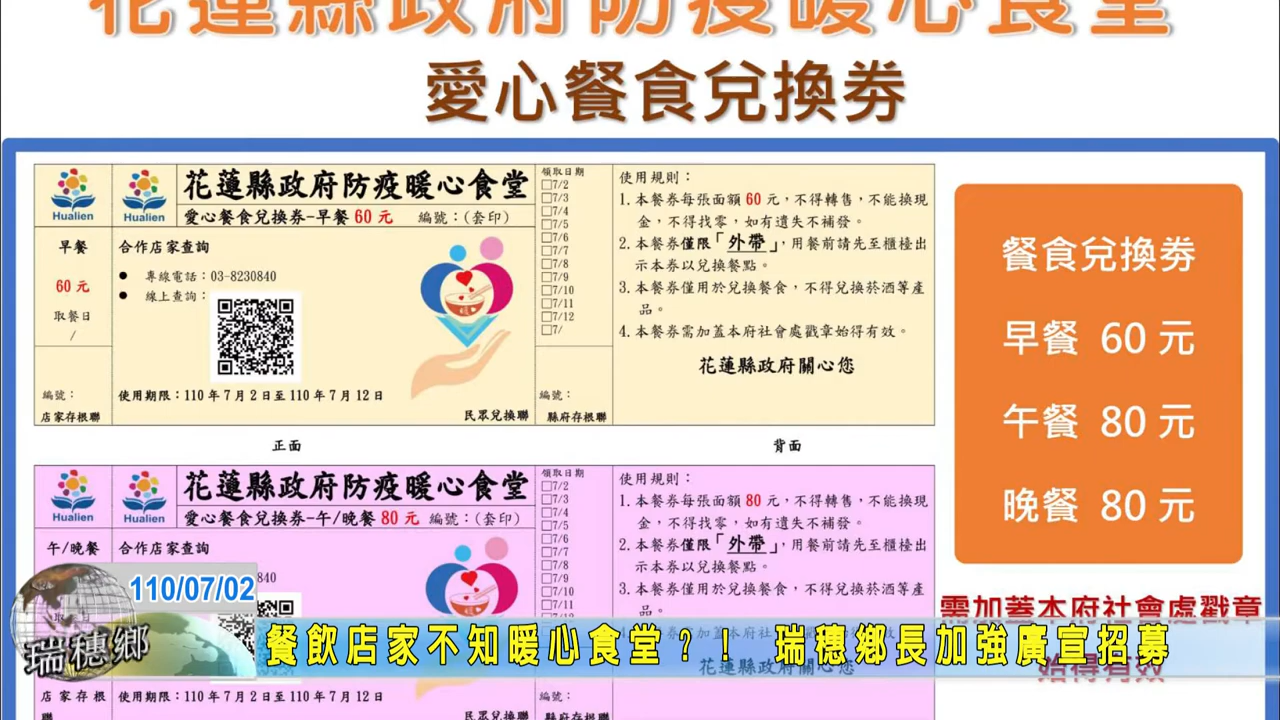 花蓮縣政府防疫暖心食堂
愛心餐食兌換券
Hualien
Hualien
花蓮縣政府防疫暖心食堂
愛心餐食兌換券-早餐 60 元 編號：(套印)
早餐
60 元
取餐日
/
編號：
店家存根聯
合作店家查詢
● 專線電話：03-8230840
● 線上查詢：
使用期限：110 年 7 月 2 日至 110 年 7 月 12 日
民眾兌換聯
領取日期
□7/2
□7/3
□7/4
□7/5
□7/6
□7/7
□7/8
□7/9
□7/10
□7/11
□7/12
□7/
編號：
縣府存根聯
使用規則：
1. 本餐券每張面額 60 元，不得轉售，不能換現
金，不得找零，如有遺失不補發。
2. 本餐券僅限「外帶」，用餐前請先至櫃檯出
示本券以兌換餐點。
3. 本餐券僅用於兌換餐食，不得兌換菸酒等產
品。
4. 本餐券需加蓋本府社會處戳章始得有效。
花蓮縣政府關心您
正面
背面
餐食兌換券
早餐 60 元
午餐 80 元
晚餐 80 元
需加蓋本府社會處戳章
始得有效
Hualien
Hualien
花蓮縣政府防疫暖心食堂
愛心餐食兌換券-午/晚餐 80 元 編號：(套印)
午/晚餐
合作店家查詢
840
店家存根
聯
使用期限：110 年 7 月 2 日至 110 年 7 月 12 日
民眾兌換聯
領取日期
□7/2
□7/3
□7/4
□7/5
□7/6
□7/7
□7/8
□7/9
□7/10
□7/11
編號：
縣府存根聯
使用規則：
1. 本餐券每張面額 80 元，不得轉售，不能換現
金，不得找零，如有遺失不補發。
2. 本餐券僅限「外帶」，用餐前請先至櫃檯出
示本券以兌換餐點。
3. 本餐券僅用於兌換餐食，不得兌換菸酒等產
品。
花蓮縣政府關心您
110/07/02
瑞穗鄉
餐飲店家不知暖心食堂？！ 瑞穗鄉長加強廣宣招募